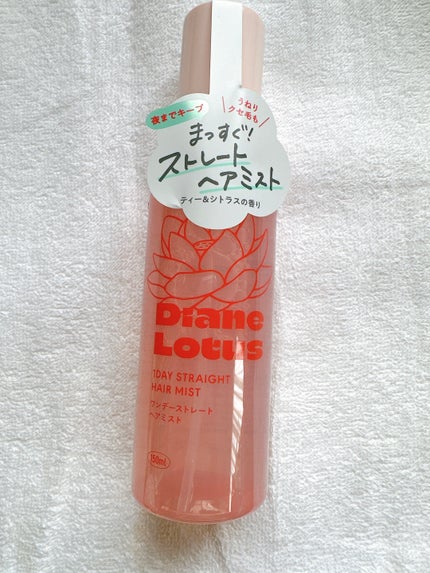 夜までキープ
うねり
クセ毛も
まっすぐ!
ストレート
ヘアミスト
ティー&シトラスの香り
Diane
Lotus
1DAY STRAIGHT
HAIR MIST
ワンデーストレート
ヘアミスト
150mL